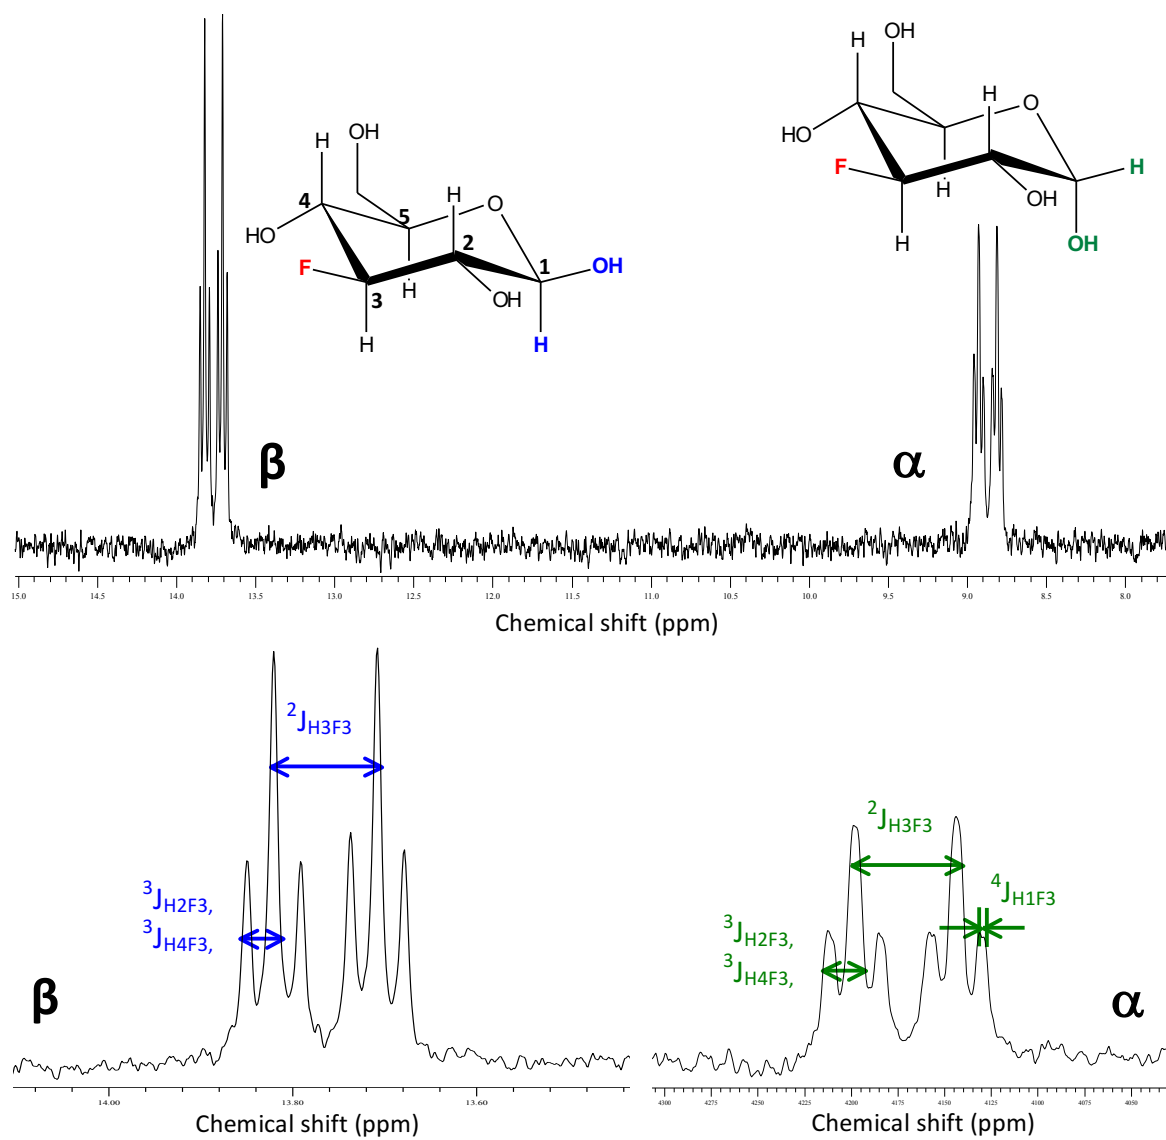 OH
H
4
H
O
5
HO
2
F
1
OH
3
H
OH
H
H
OH
H
H
O
HO
F
H
H
OH
H
OH
β
α
15.0 14.5 14.0 13.5 13.0 12.5 12.0 11.5 11.0 10.5 10.0 9.5 9.0 8.5 8.0
Chemical shift (ppm)
2JH3F3
3JH2F3,
3JH4F3,
β
14.00 13.80 13.60
Chemical shift (ppm)
2JH3F3
4JH1F3
3JH2F3,
3JH4F3,
α
4300 4275 4250 4225 4200 4175 4150 4125 4100 4075 4050
Chemical shift (ppm)